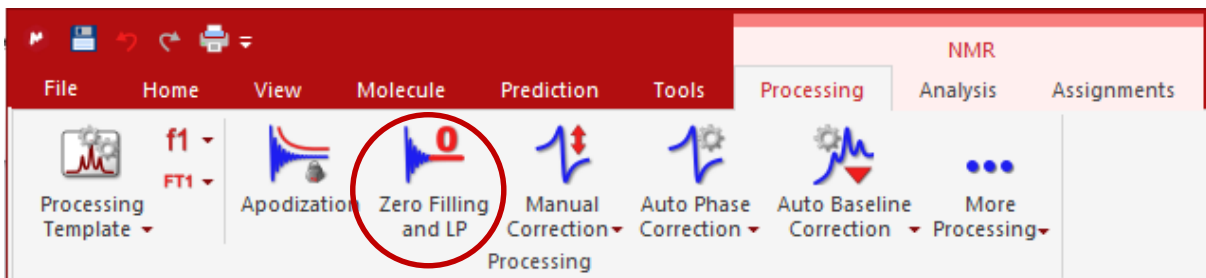 NMR
File Home View Molecule Prediction Tools Processing Analysis Assignments
f1
FT1
0
Processing Template
Apodization
Zero Filling and LP
Manual Correction
Auto Phase Correction
Auto Baseline Correction
More Processing
Processing